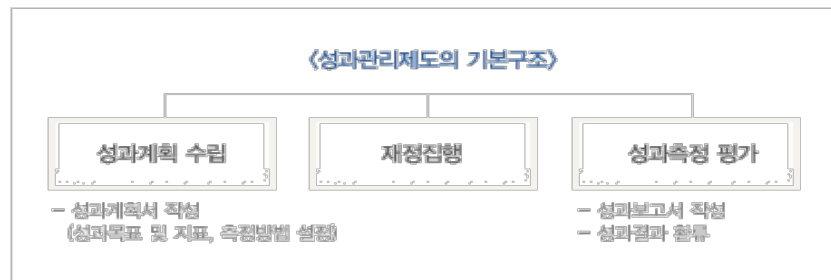 <성과관리제도의 기본구조>
성과계획 수립
재정집행
성과측정 평가
- 성과계획서 작성
(성과목표 및 지표, 측정방법 설정)
- 성과보고서 작성
- 성과결과 환류